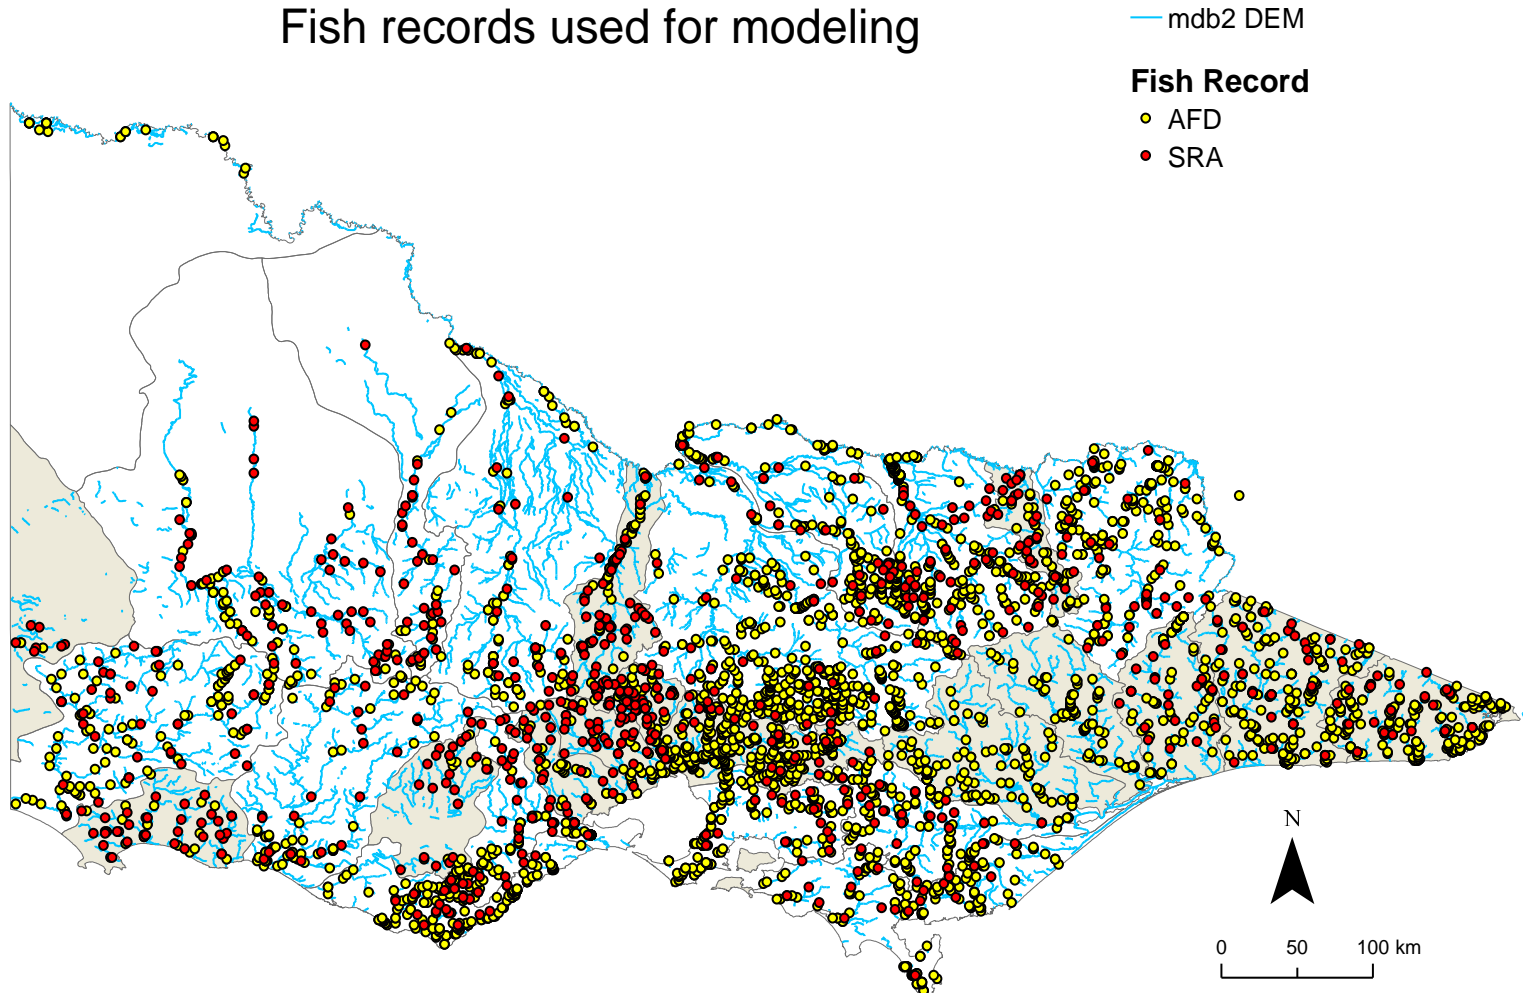 Fish records used for modeling
mdb2 DEM
Fish Record
AFD
SRA
N
0 50 100 km